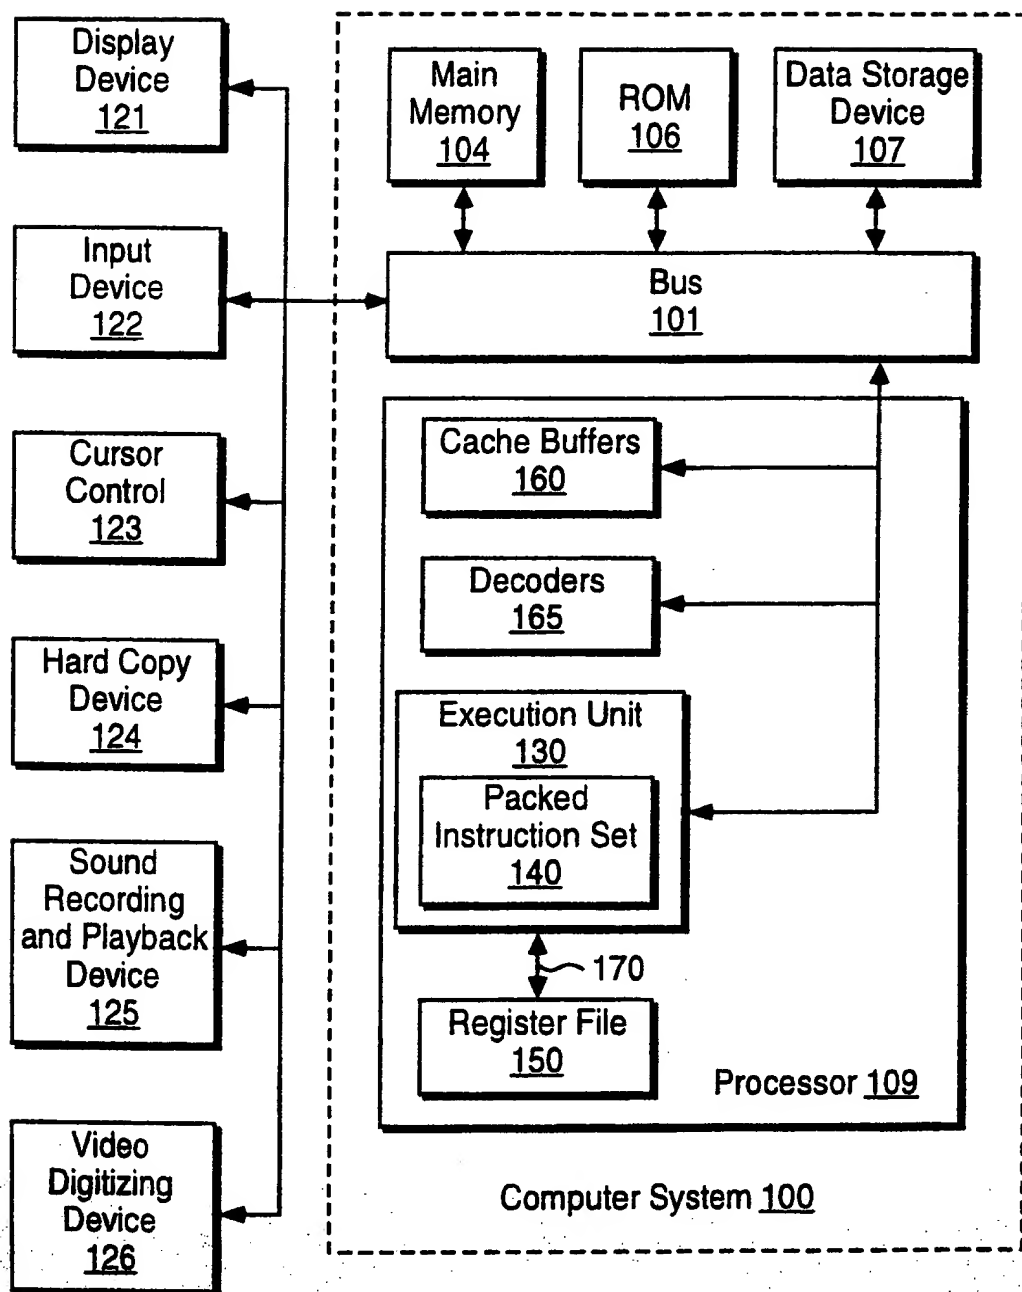 Display
Device
121
Input
Device
122
Cursor
Control
123
Hard Copy
Device
124
Sound
Recording
and Playback
Device
125
Video
Digitizing
Device
126
Main
Memory
104
ROM
106
Data Storage
Device
107
Bus
101
Cache Buffers
160
Decoders
165
Execution Unit
130
Packed
Instruction Set
140
170
Register File
150
Processor 109
Computer System 100